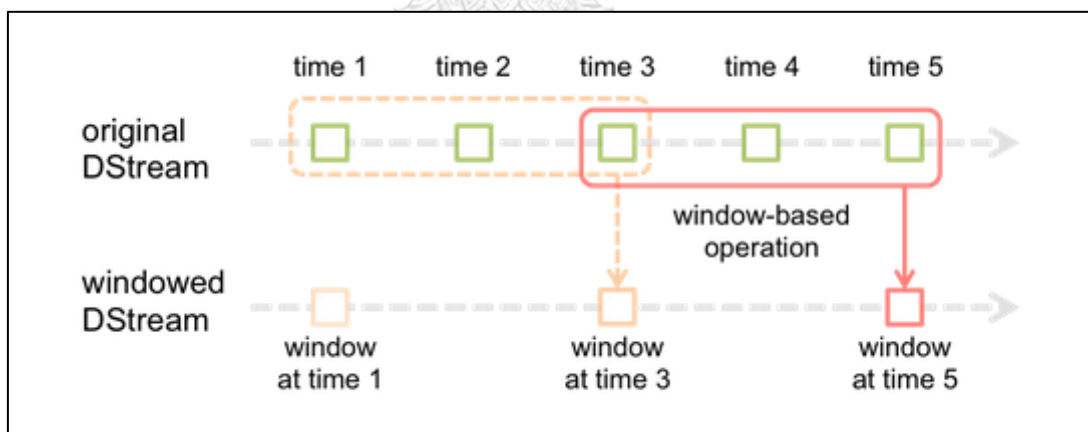 time 1 time 2 time 3 time 4 time 5
original
DStream
window-based
operation
windowed
DStream
window
at time 1
window
at time 3
window
at time 5